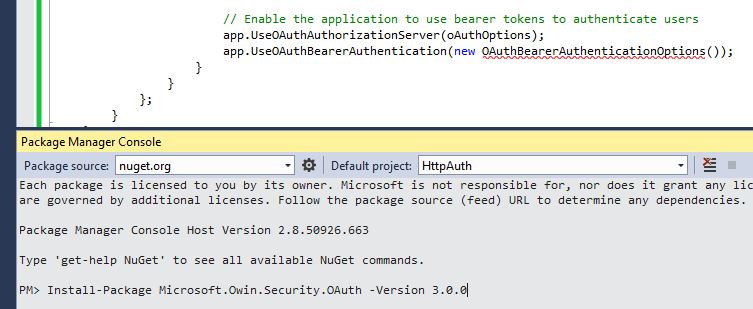 // Enable the application to use bearer tokens to authenticate users
app.UseOAuthAuthorizationServer(oAuthOptions);
app.UseOAuthBearerAuthentication(new OAuthBearerAuthenticationOptions());
}
}
};
}
Package Manager Console
Package source: nuget.org Default project: HttpAuth
Each package is licensed to you by its owner. Microsoft is not responsible for, nor does it grant any lic
are governed by additional licenses. Follow the package source (feed) URL to determine any dependencies.
Package Manager Console Host Version 2.8.50926.663
Type 'get-help NuGet' to see all available NuGet commands.
PM> Install-Package Microsoft.Owin.Security.OAuth -Version 3.0.0